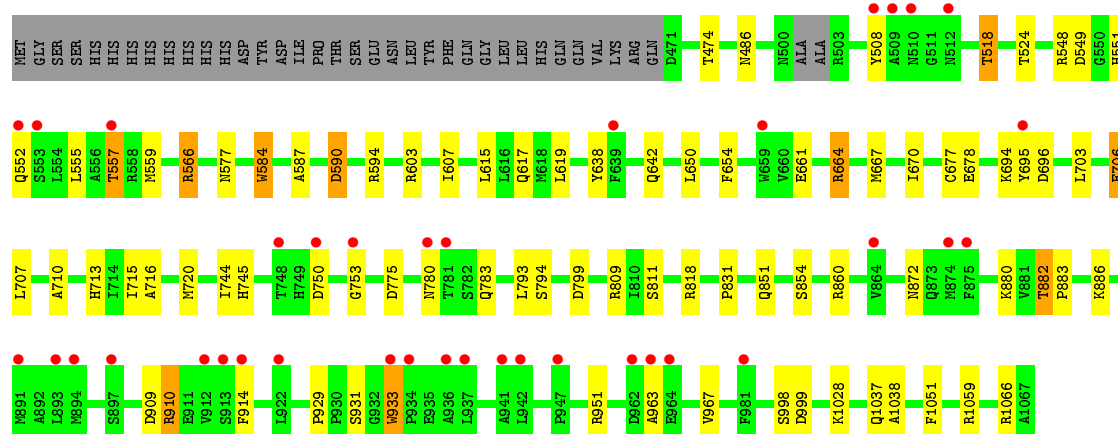 MET GLY SER SER HIS HIS HIS HIS HIS HIS HIS HIS HIS HIS ASP TYR ASP ILE PRO THR SER GLU ASN LEU TYR PHE GLN GLY LEU LEU HIS GLN GLN VAL LYS ARG GLN D471 T474 N486 N500 ALA ALA R503 Y508 A509 N510 G511 N512 T518 T524 R548 D549 G550 H551
Q552 S553 L554 L555 A556 T557 R558 M559 R566 N577 W584 A587 D590 R594 R603 I607 L615 L616 Q617 M618 L619 Y638 F639 Q642 L650 F654 W659 V660 E661 R664 M667 I670 C677 E678 K694 Y695 D696 L703
L707 A710 H713 I714 I715 A716 M720 I744 H745 T748 H749 D750 G753 D775 N780 T781 S782 Q783 L793 S794 D799 R809 I810 S811 R818 P831 Q851 S854 R860 V864 N872 Q873 M874 F875 K880 V881 T882 P883 K886
M891 A892 L893 M894 S897 D909 R910 E911 V912 S913 F914 L922 P929 P930 S931 G932 W933 P934 E935 A936 L937 A941 L942 P947 R951 D962 A963 E964 V967 F981 S998 D999 K1028 Q1037 A1038 F1051 R1059 R1066 A1067